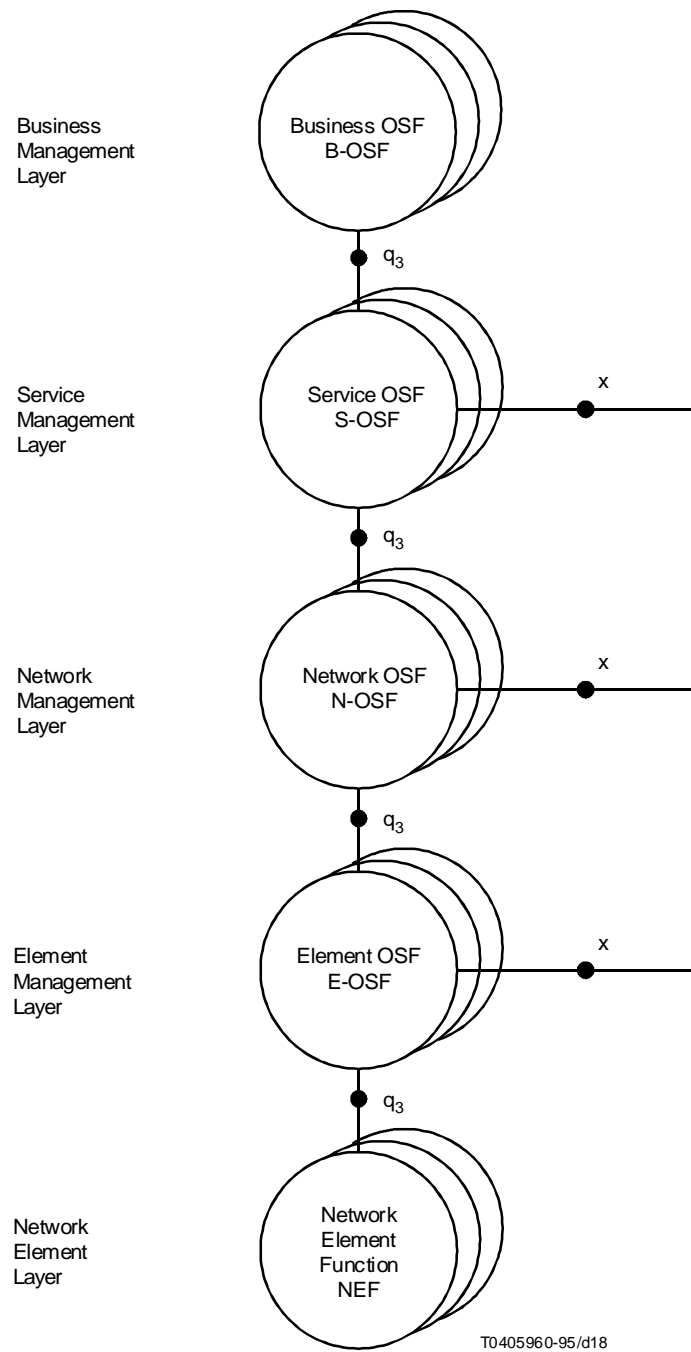 Business
Management
Layer
Business OSF
B-OSF
q3
Service
Management
Layer
Service OSF
S-OSF
x
q3
Network
Management
Layer
Network OSF
N-OSF
x
q3
Element
Management
Layer
Element OSF
E-OSF
x
q3
Network
Element
Layer
Network
Element
Function
NEF
T0405960-95/d18